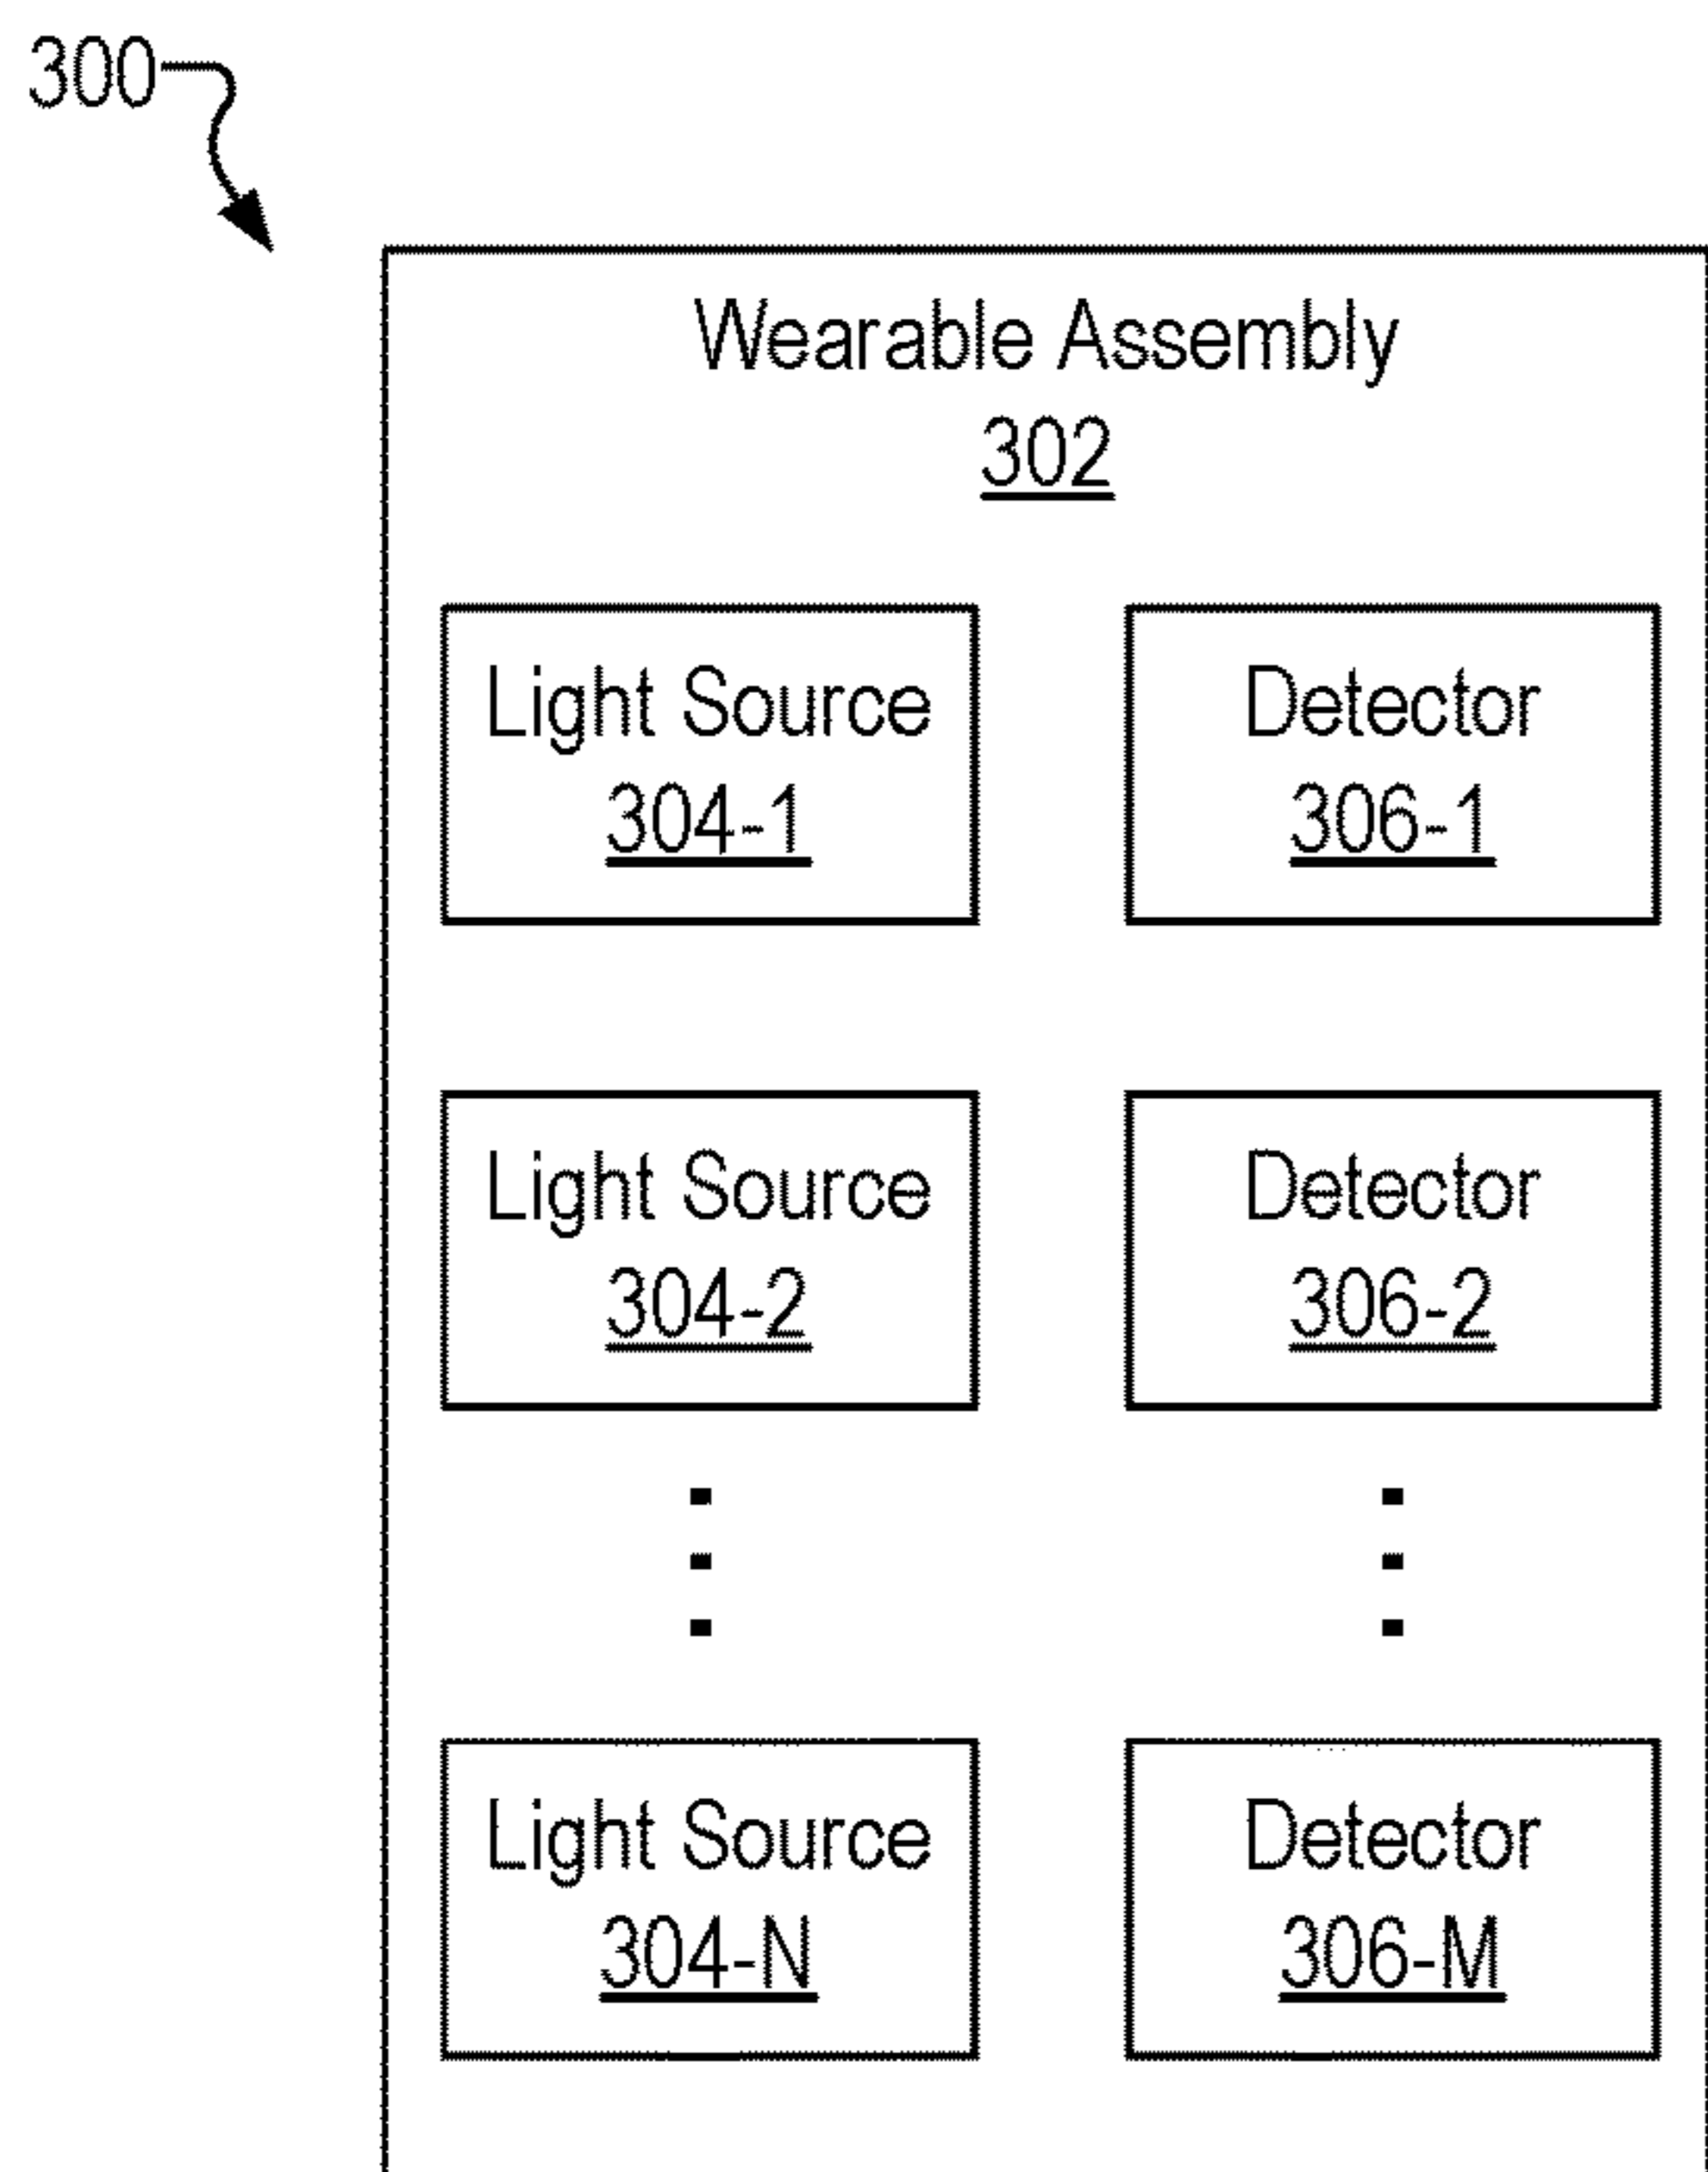 300
Wearable Assembly
302
Light Source
304-1
Detector
306-1
Light Source
304-2
Detector
306-2
Light Source
304-N
Detector
306-M